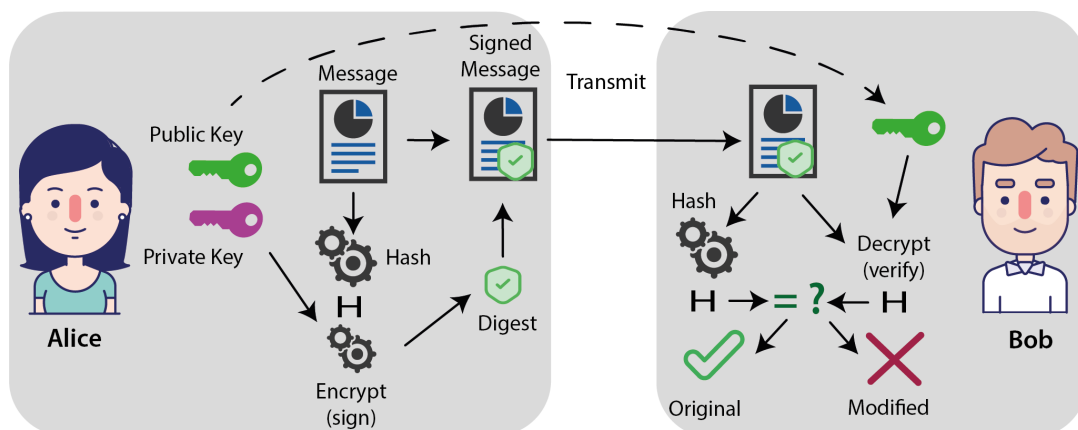 Signed
Message
Message
Transmit
Public Key
Private Key
Hash
H
Digest
Encrypt
(sign)
Alice
Hash
Decrypt
(verify)
H
= ?
H
Original
Modified
Bob